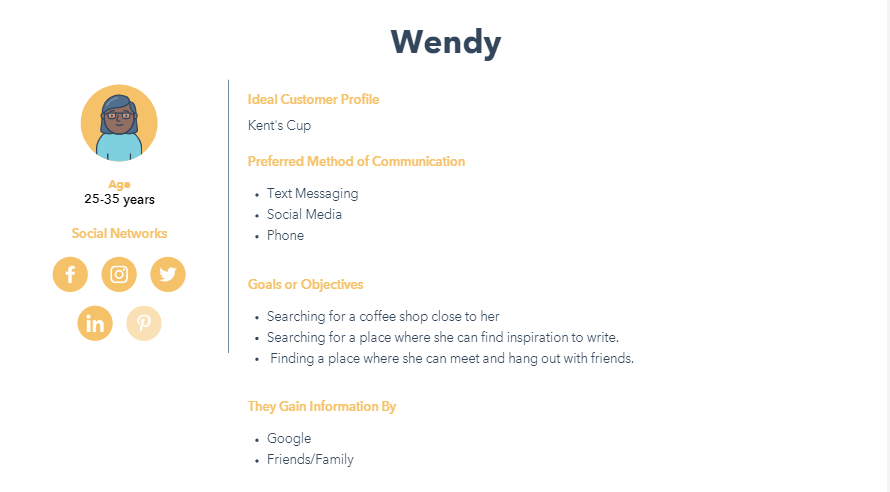 Wendy
Age
25-35 years
Social Networks
Ideal Customer Profile
Kent's Cup
Preferred Method of Communication
• Text Messaging
• Social Media
• Phone
Goals or Objectives
• Searching for a coffee shop close to her
• Searching for a place where she can find inspiration to write.
• Finding a place where she can meet and hang out with friends.
They Gain Information By
• Google
• Friends/Family